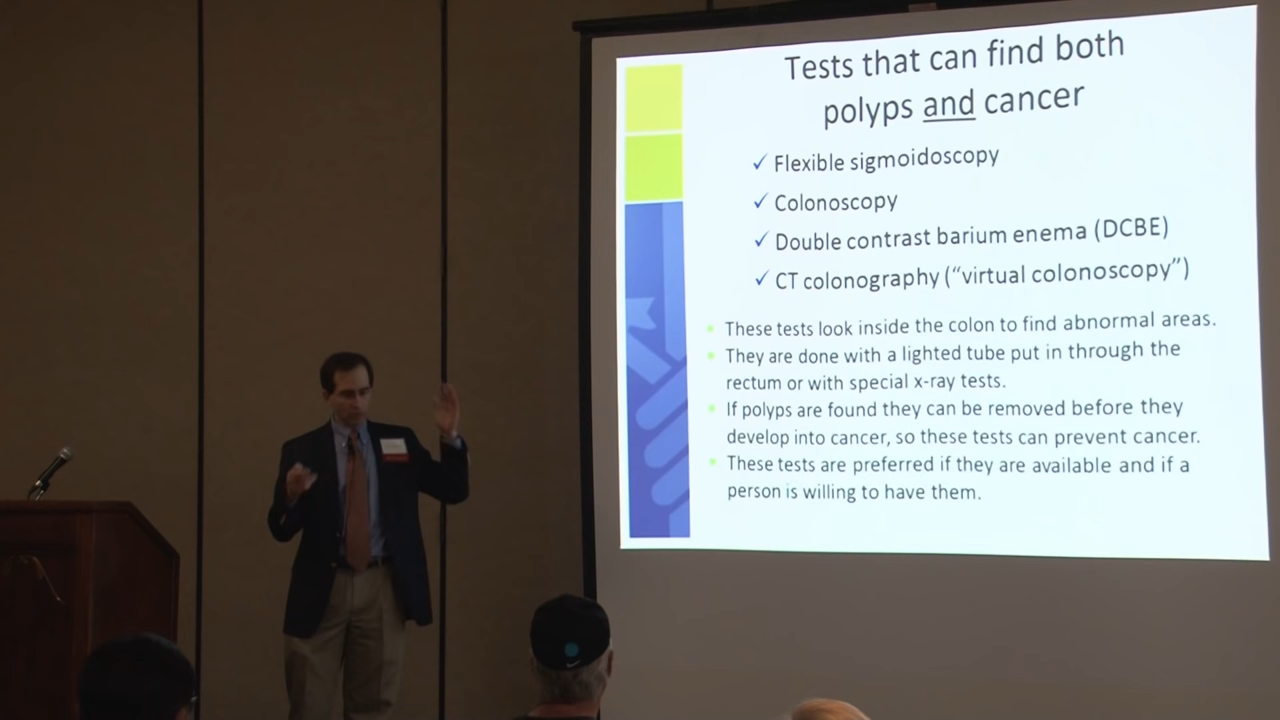 Tests that can find both
polyps and cancer
✓ Flexible sigmoidoscopy
✓ Colonoscopy
✓ Double contrast barium enema (DCBE)
✓ CT colonography (“virtual colonoscopy”)
• These tests look inside the colon to find abnormal areas.
• They are done with a lighted tube put in through the
rectum or with special x-ray tests.
• If polyps are found they can be removed before they
develop into cancer, so these tests can prevent cancer.
• These tests are preferred if they are available and if a
person is willing to have them.